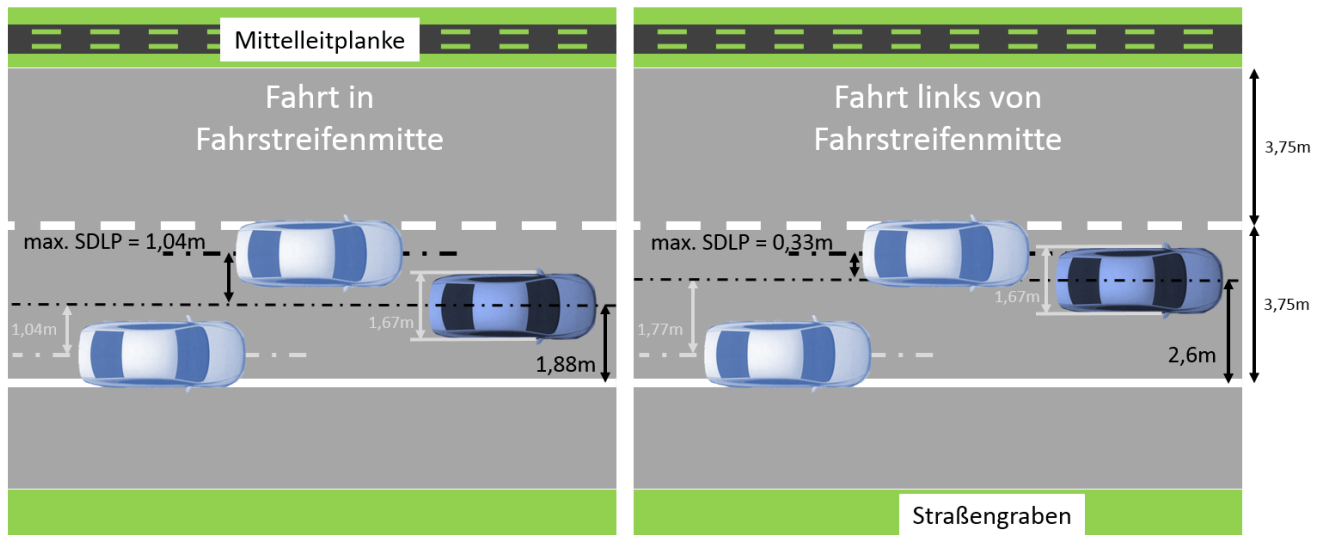 Mittelleitplanke
Fahrt in
Fahrstreifenmitte
max. SDLP = 1,04m
1,04m
1,67m
1,88m
Fahrt links von
Fahrstreifenmitte
max. SDLP = 0,33m
1,77m
1,67m
2,6m
3,75m
3,75m
Straßengraben